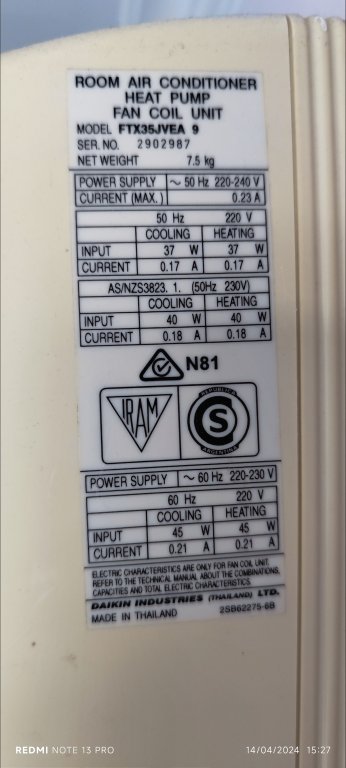 ROOM AIR CONDITIONER
HEAT PUMP
FAN COIL UNIT
MODEL FTX35JVEA 9
SER. NO. 2902987
NET WEIGHT 7.5 kg
POWER SUPPLY ~ 50 Hz 220-240 V
CURRENT (MAX.) 0.23 A
50 Hz 220 V
COOLING HEATING
INPUT 37 W 37 W
CURRENT 0.17 A 0.17 A
AS/NZS3823. 1. (50Hz 230V)
COOLING HEATING
INPUT 40 W 40 W
CURRENT 0.18 A 0.18 A
N81
IRAM
REPUBLICA
S
ARGENTINA
POWER SUPPLY ~ 60 Hz 220-230 V
60 Hz 220 V
COOLING HEATING
INPUT 45 W 45 W
CURRENT 0.21 A 0.21 A
ELECTRIC CHARACTERISTICS ARE ONLY FOR FAN COIL UNIT.
REFER TO THE TECHNICAL MANUAL ABOUT THE COMBINATIONS,
CAPACITIES AND TOTAL ELECTRIC CHARACTERISTICS.
DAIKIN INDUSTRIES (THAILAND) LTD.
MADE IN THAILAND 2SB62275-6B
REDMI NOTE 13 PRO 14/04/2024 15:27